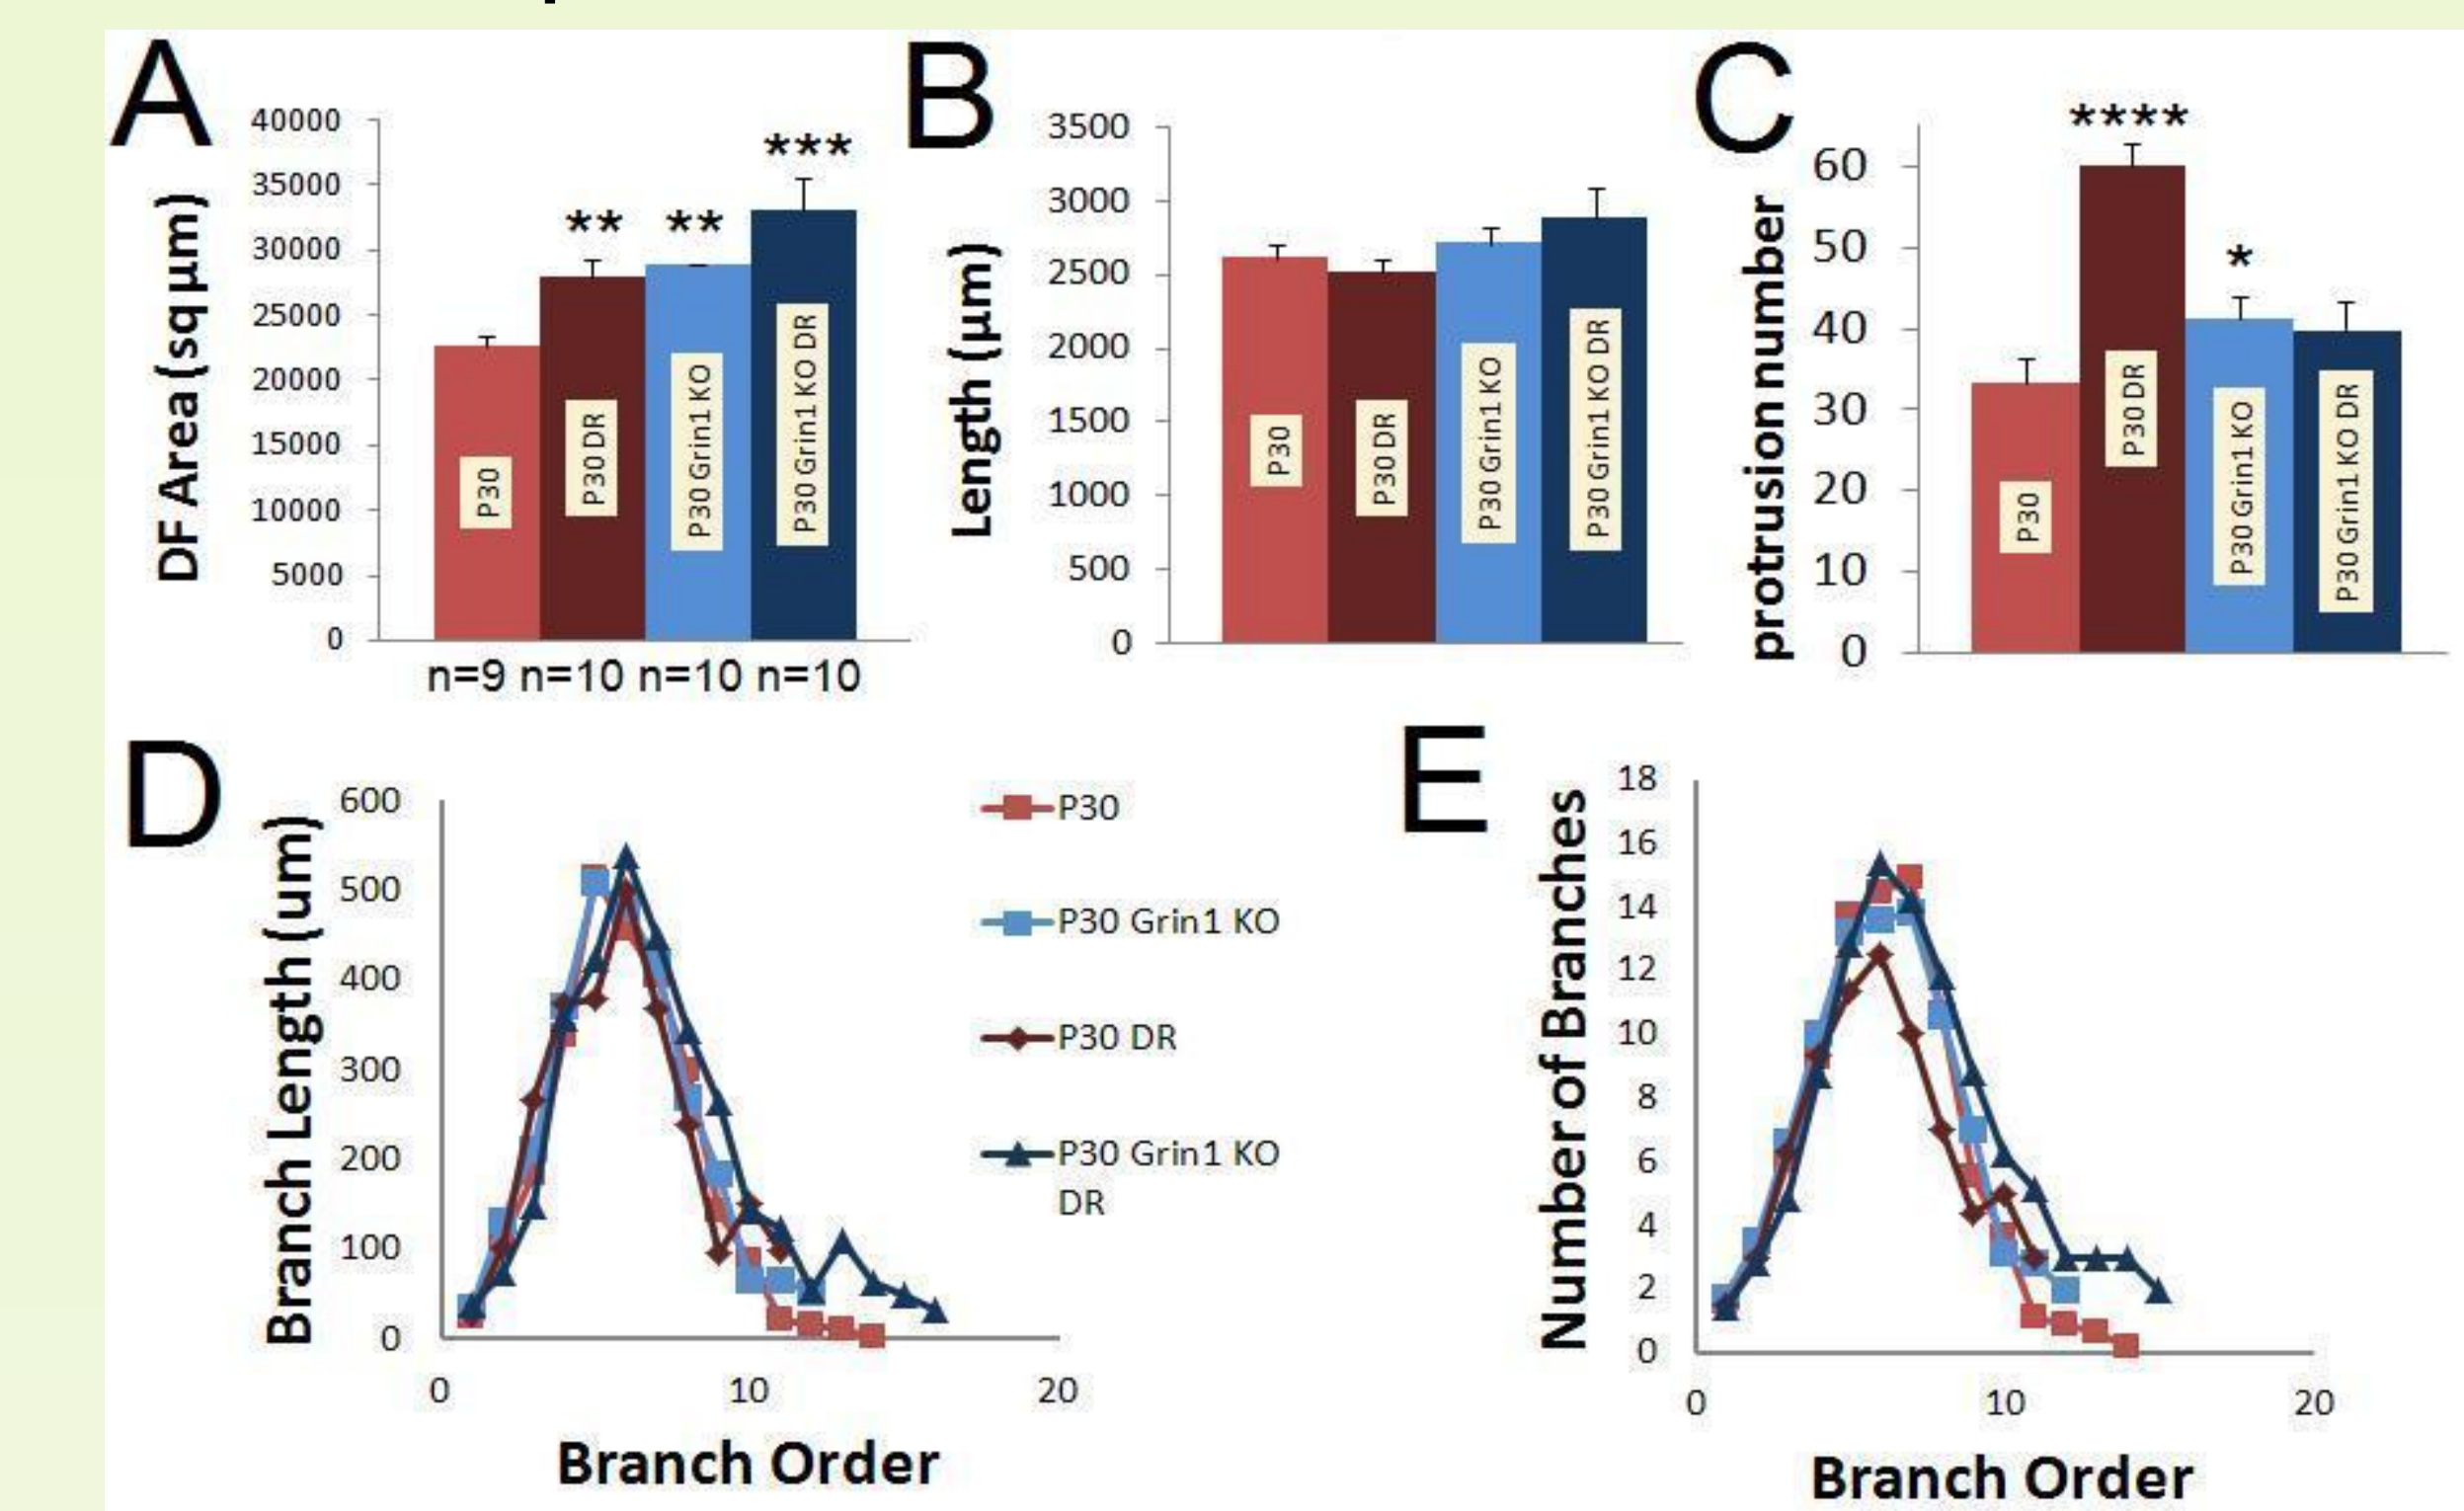 A
DF Area (sq µm)
40000
35000
30000
25000
20000
15000
10000
5000
0
**
**
***
P30
P30 DR
P30 Grin1 KO
P30 Grin1 KO DR
n=9 n=10 n=10 n=10
B
Length (µm)
3500
3000
2500
2000
1500
1000
500
0
P30
P30 DR
P30 Grin1 KO
P30 Grin1 KO DR
C
protrusion number
60
50
40
30
20
10
0
****
*
P30
P30 DR
P30 Grin1 KO
P30 Grin1 KO DR
D
Branch Length (um)
600
500
400
300
200
100
0
0 10 20
Branch Order
P30
P30 Grin1 KO
P30 DR
P30 Grin1 KO
DR
E
Number of Branches
18
16
14
12
10
8
6
4
2
0
0 10 20
Branch Order